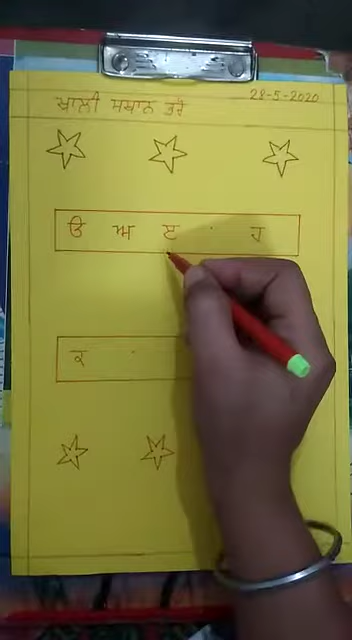 ਖਾਲੀ ਸਥਾਨ ਭਰੋ 28-5-2020
ੳ ਅ ੲ . ਹ
ਕ .